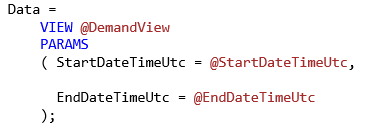 Data =
VIEW @DemandView
PARAMS
( StartDateTimeUtc = @StartDateTimeUtc,
EndDateTimeUtc = @EndDateTimeUtc
);